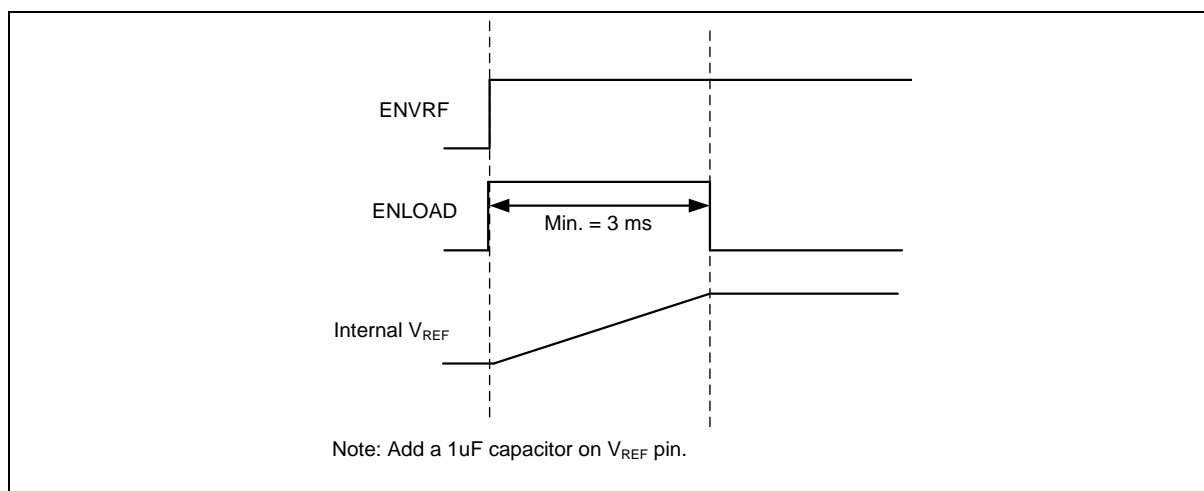 ENVRF
ENLOAD
Min. = 3 ms
Internal VREF
Note: Add a 1uF capacitor on VREF pin.